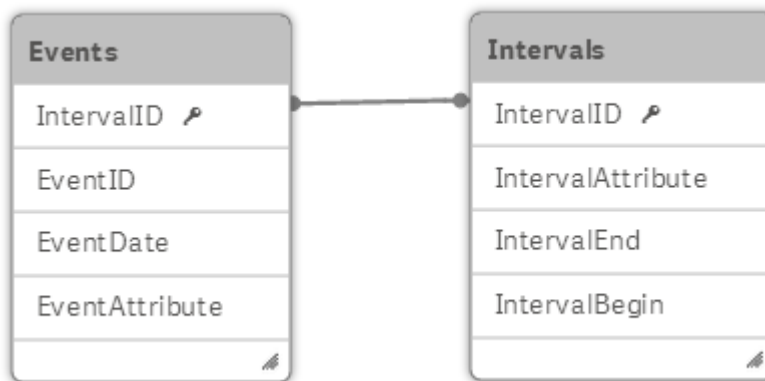 Events
IntervalID
EventID
EventDate
EventAttribute
Intervals
IntervalID
IntervalAttribute
IntervalEnd
IntervalBegin